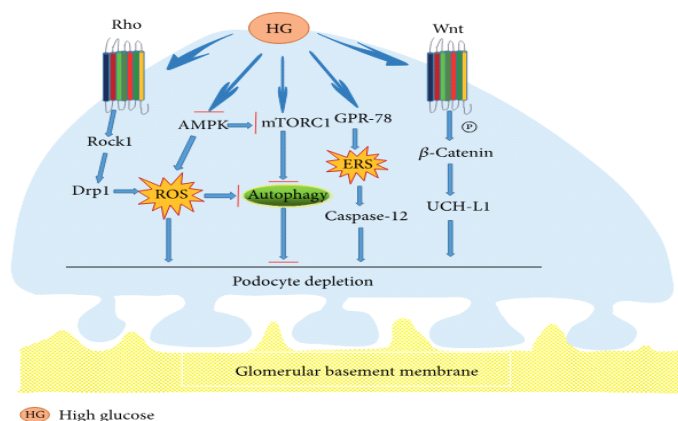 Rho
HG
Wnt
AMPK
mTORC1
GPR-78
P
Rock1
ERS
β-Catenin
Drp1
ROS
Autophagy
Caspase-12
UCH-L1
Podocyte depletion
Glomerular basement membrane
HG High glucose